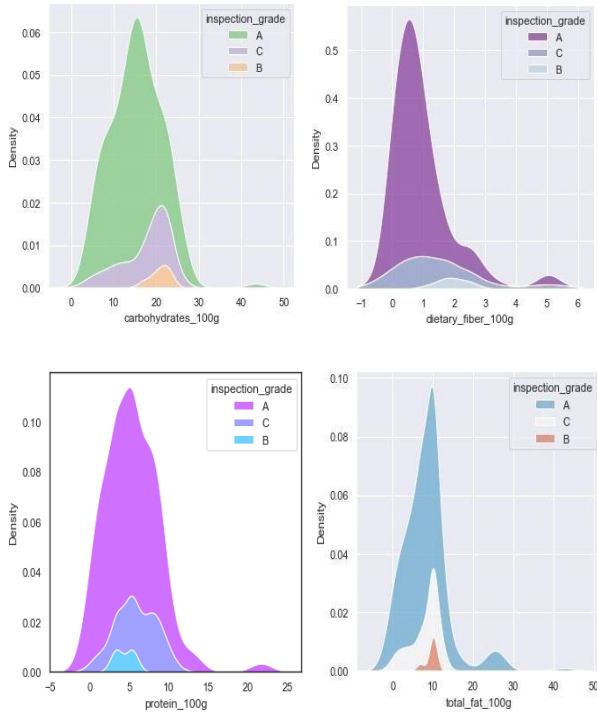 inspection_grade
A
C
B
0.06
0.05
0.04
0.03
0.02
0.01
0.00
Density
0 10 20 30 40 50
carbohydrates_100g
inspection_grade
A
C
B
0.5
0.4
0.3
0.2
0.1
0.0
Density
−1 0 1 2 3 4 5 6
dietary_fiber_100g
inspection_grade
A
C
B
0.10
0.08
0.06
0.04
0.02
0.00
Density
-5 0 5 10 15 20 25
protein_100g
inspection_grade
A
C
B
0.10
0.08
0.06
0.04
0.02
0.00
Density
0 10 20 30 40 50
total_fat_100g